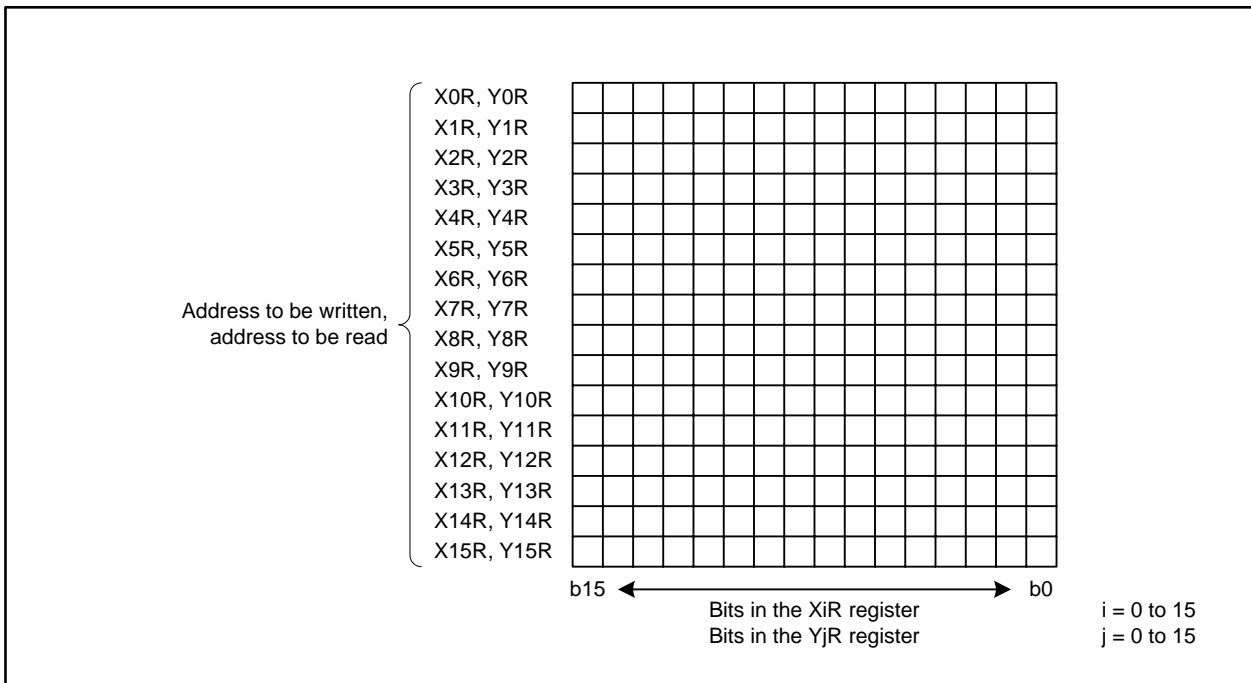 X0R, Y0R
X1R, Y1R
X2R, Y2R
X3R, Y3R
X4R, Y4R
X5R, Y5R
X6R, Y6R
X7R, Y7R
X8R, Y8R
X9R, Y9R
X10R, Y10R
X11R, Y11R
X12R, Y12R
X13R, Y13R
X14R, Y14R
X15R, Y15R
Address to be written,
address to be read
b15 b0
Bits in the XiR register i = 0 to 15
Bits in the YjR register j = 0 to 15